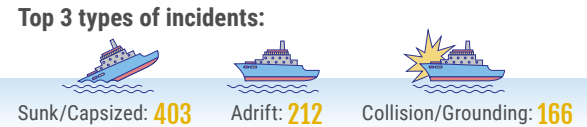 Top 3 types of incidents:
Sunk/Capsized: 403 Adrift: 212 Collision/Grounding: 166